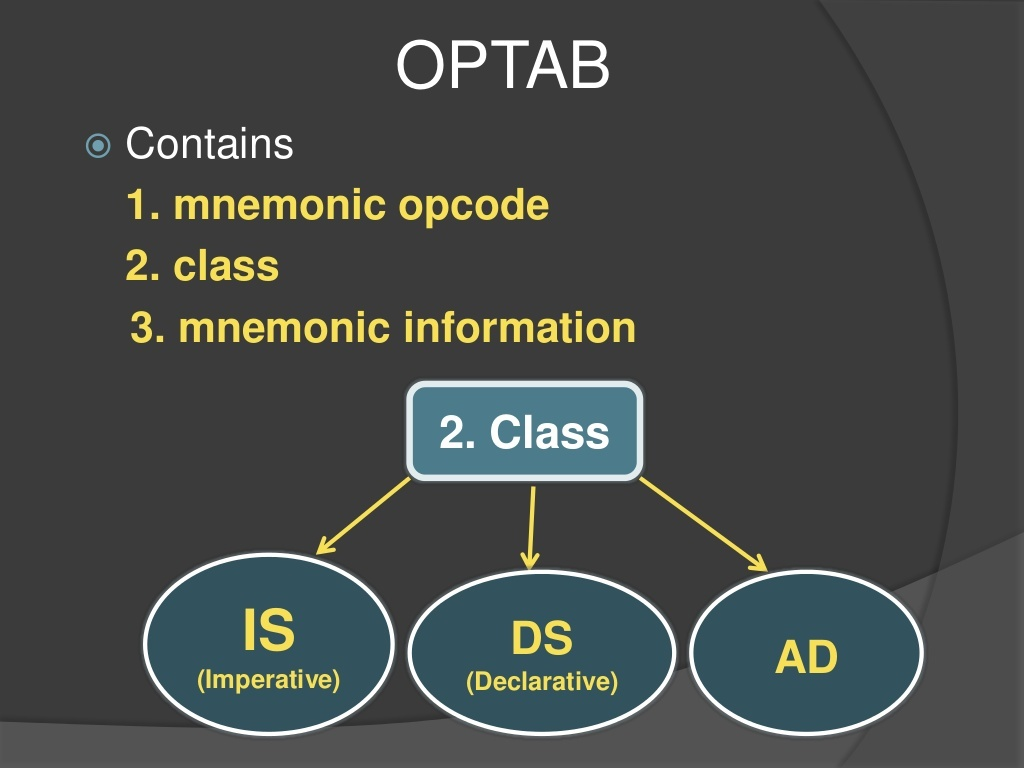 OPTAB
Contains
1. mnemonic opcode
2. class
3. mnemonic information
2. Class
IS
(Imperative)
DS
(Declarative)
AD